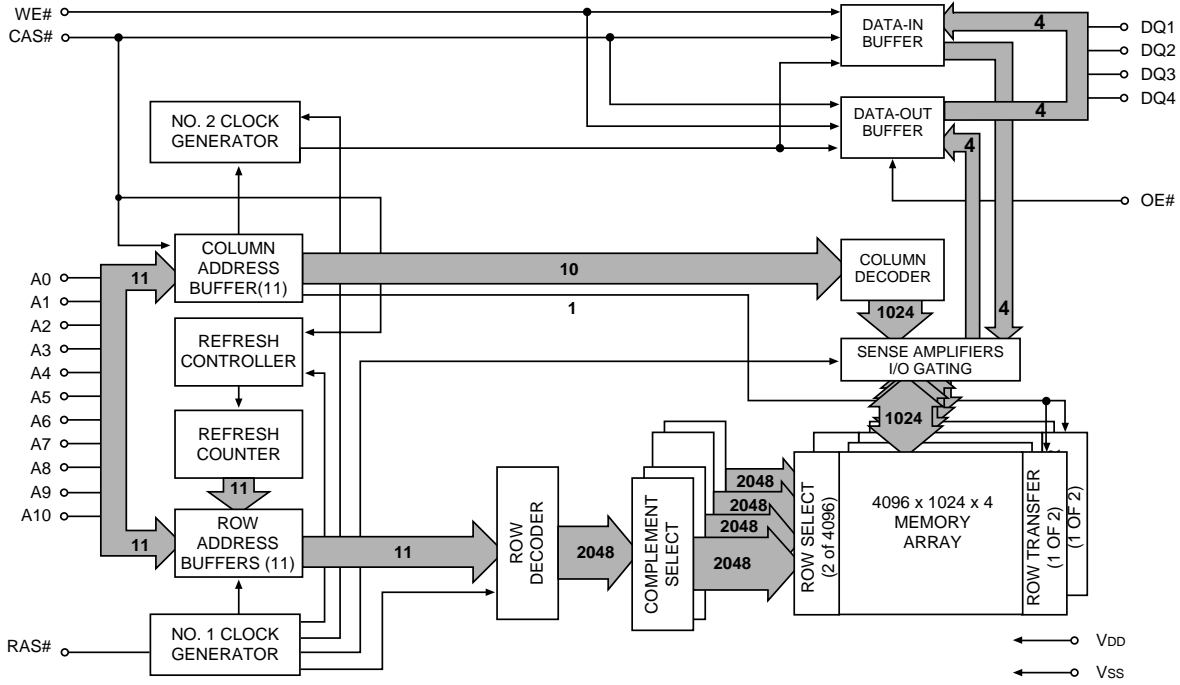 WE#
CAS#
DATA-IN
BUFFER
4
DQ1
DQ2
DQ3
DQ4
NO. 2 CLOCK
GENERATOR
DATA-OUT
BUFFER
4
4
OE#
COLUMN
ADDRESS
BUFFER(11)
10
COLUMN
DECODER
A0
A1
A2
A3
A4
A5
A6
A7
A8
A9
A10
11
1
1024
4
REFRESH
CONTROLLER
SENSE AMPLIFIERS
I/O GATING
REFRESH
COUNTER
1024
11
ROW
ADDRESS
BUFFERS (11)
11
11
ROW
DECODER
2048
COMPLEMENT
SELECT
2048
2048
2048
2048
ROW SELECT
(2 of 4096)
4096 x 1024 x 4
MEMORY
ARRAY
ROW TRANSFER
(1 OF 2)
(1 OF 2)
RAS#
NO. 1 CLOCK
GENERATOR
VDD
VSS